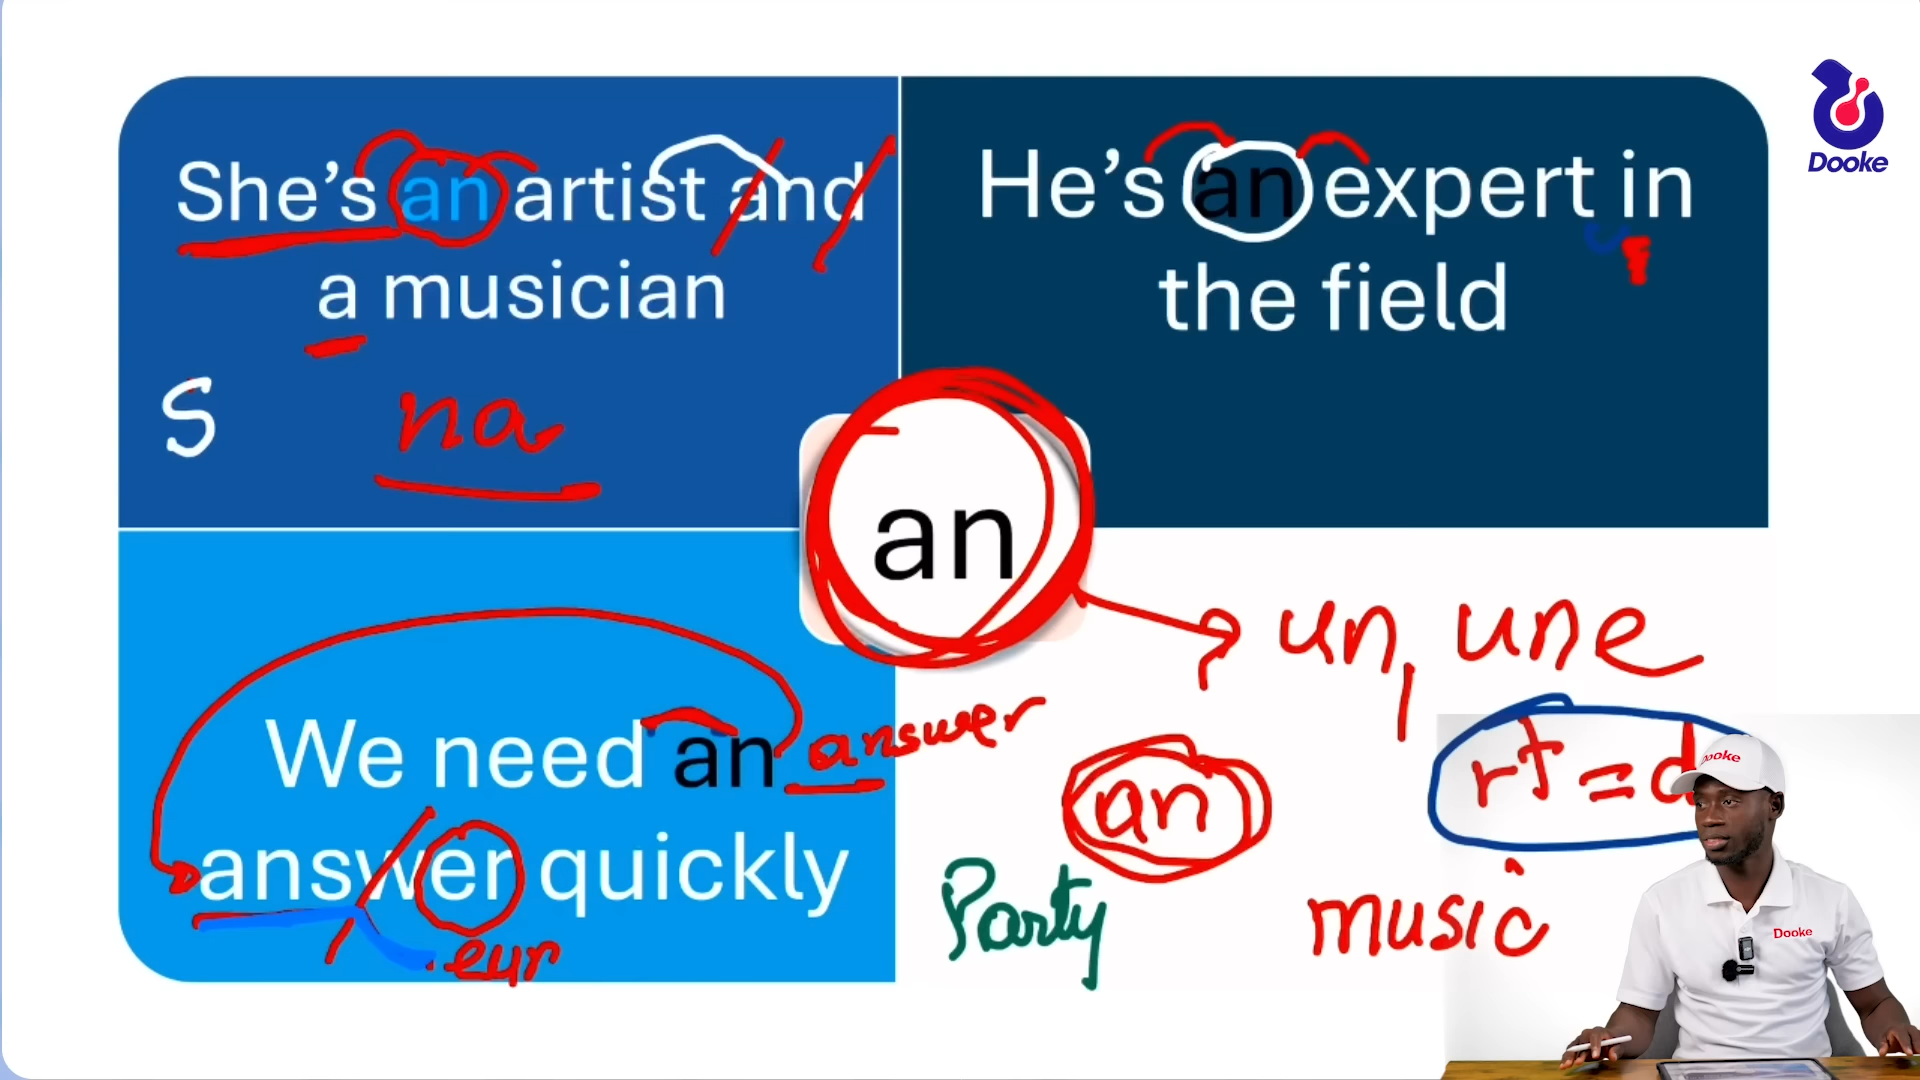 Dooke
She's an artist and
a musician
S na
He's an expert in
the field
an
un, une
We need an answer
answer quickly
eur
an
rt = d
Party
music
Dooke
Dooke